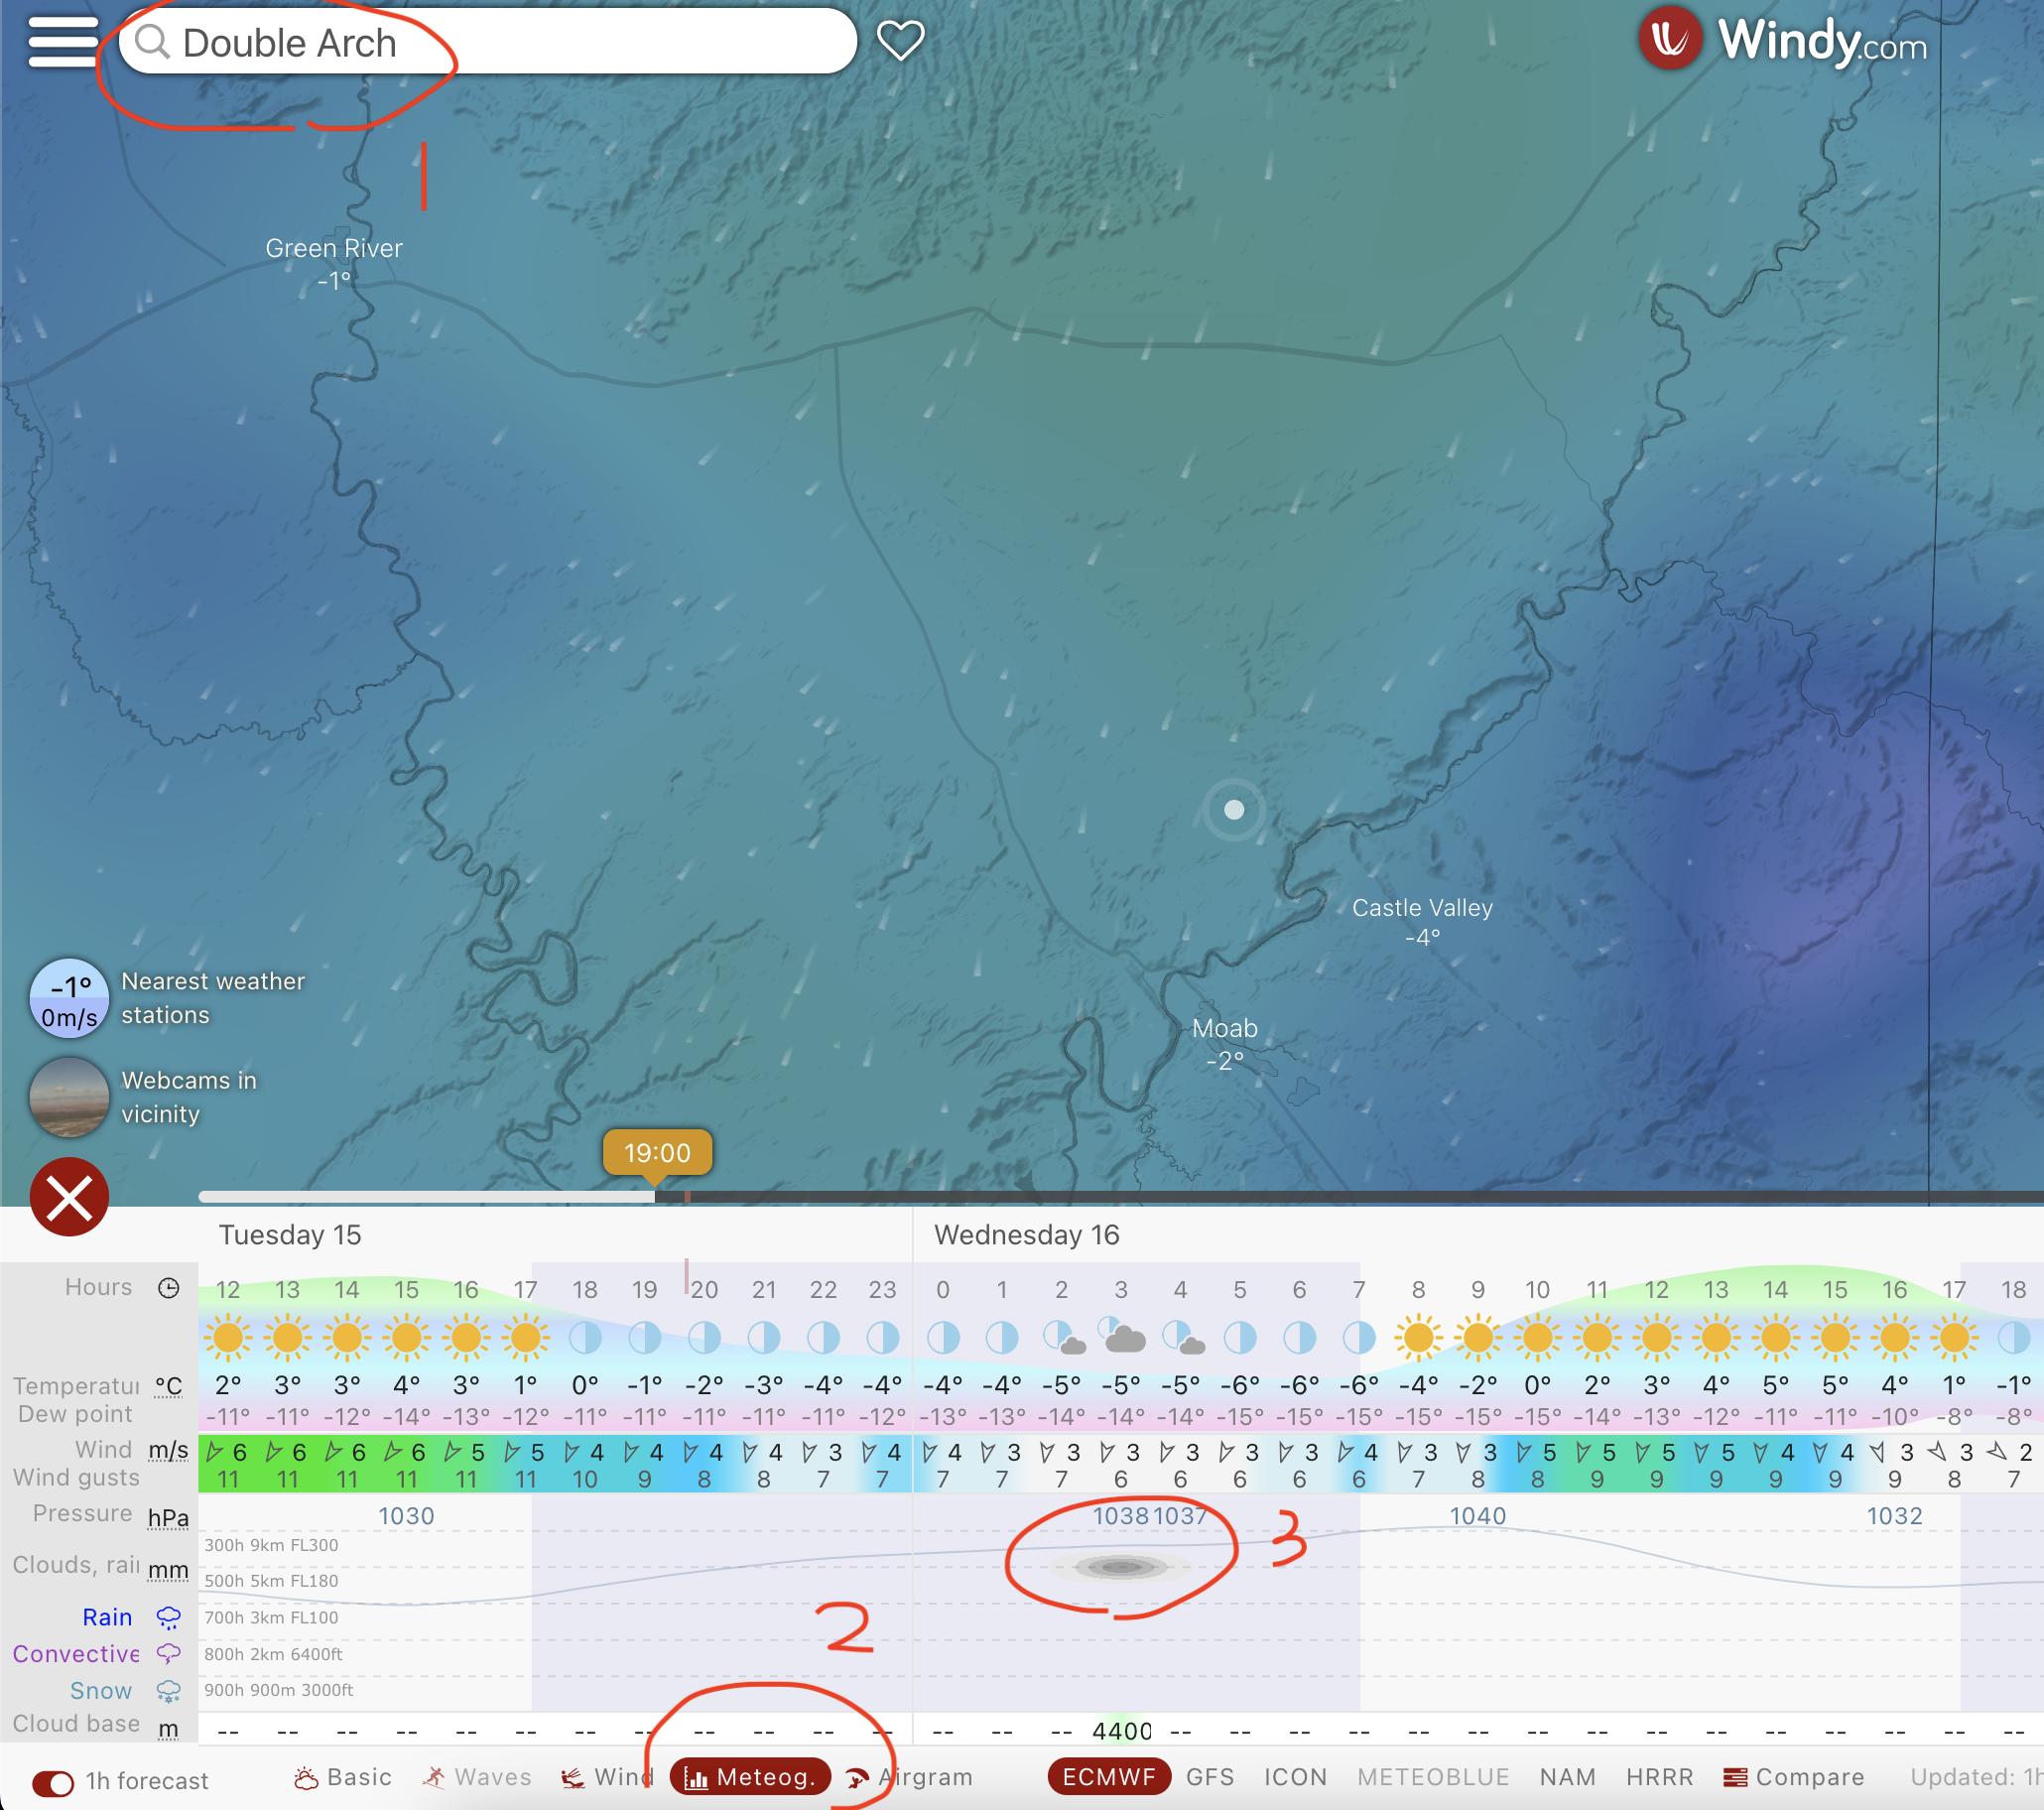 Double Arch
Windy.com
1
Green River
-1°
Castle Valley
-4°
Moab
-2°
-1°
0m/s
Nearest weather
stations
Webcams in
vicinity
19:00
Tuesday 15 Wednesday 16
Hours 12 13 14 15 16 17 18 19 20 21 22 23 0 1 2 3 4 5 6 7 8 9 10 11 12 13 14 15 16 17 18
Temperatur °C 2° 3° 3° 4° 3° 1° 0° -1° -2° -3° -4° -4° -4° -4° -5° -5° -5° -6° -6° -6° -4° -2° 0° 2° 3° 4° 5° 5° 4° 1° -1°
Dew point -11° -11° -12° -14° -13° -12° -11° -11° -11° -11° -11° -12° -13° -13° -14° -14° -14° -15° -15° -15° -15° -15° -15° -14° -13° -12° -11° -11° -10° -8° -8°
Wind m/s 6 6 6 6 5 5 4 4 4 4 3 4 4 3 3 3 3 3 3 4 3 3 5 5 5 5 4 4 3 3 2
Wind gusts 11 11 11 11 11 11 10 9 8 8 7 7 7 7 7 6 6 6 6 6 7 8 8 9 9 9 9 9 9 8 7
Pressure hPa 1030 1038 1037 1040 1032
3
300h 9km FL300
Clouds, rai mm
500h 5km FL180
Rain 700h 3km FL100
2
Convective 800h 2km 6400ft
Snow 900h 900m 3000ft
Cloud base m -- -- -- -- -- -- -- -- -- -- -- -- -- -- -- 4400 -- -- -- -- -- -- -- -- -- -- -- -- -- -- --
1h forecast Basic Waves Wind Meteog. Airgram ECMWF GFS ICON METEOBLUE NAM HRRR Compare Updated: 1h